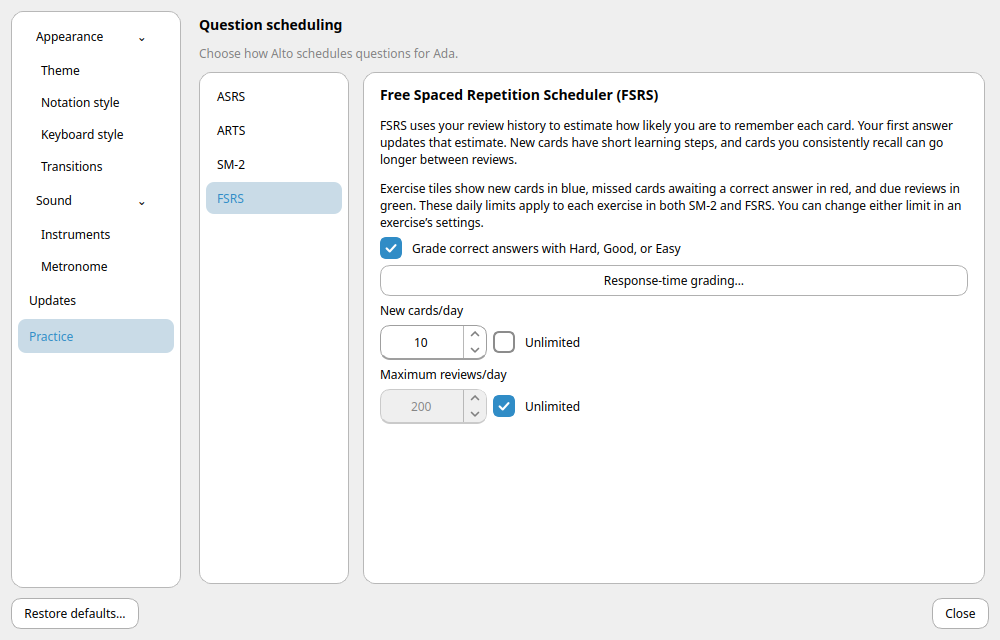 Appearance
Theme
Notation style
Keyboard style
Transitions
Sound
Instruments
Metronome
Updates
Practice
Question scheduling
Choose how Alto schedules questions for Ada.
ASRS
ARTS
SM-2
FSRS
Free Spaced Repetition Scheduler (FSRS)
FSRS uses your review history to estimate how likely you are to remember each card. Your first answer
updates that estimate. New cards have short learning steps, and cards you consistently recall can go
longer between reviews.
Exercise tiles show new cards in blue, missed cards awaiting a correct answer in red, and due reviews in
green. These daily limits apply to each exercise in both SM-2 and FSRS. You can change either limit in an
exercise’s settings.
Grade correct answers with Hard, Good, or Easy
Response-time grading...
New cards/day
10
Unlimited
Maximum reviews/day
200
Unlimited
Restore defaults...
Close